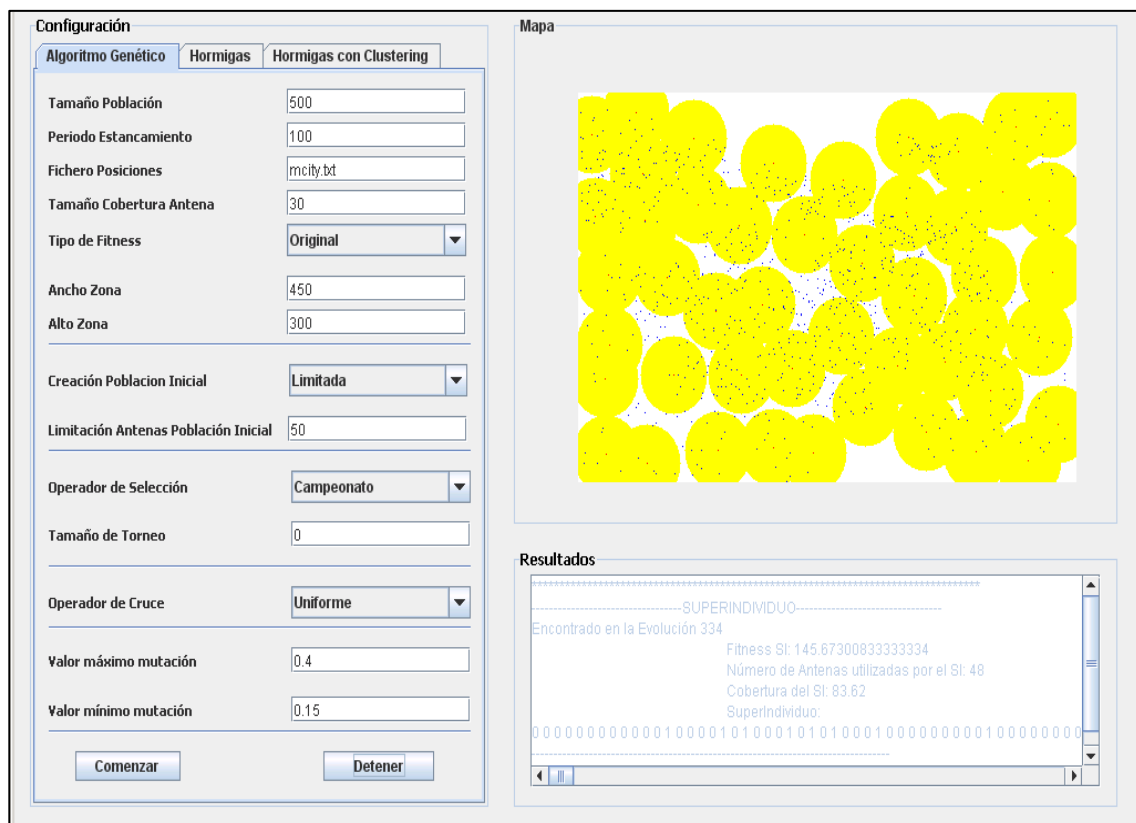 Configuración
Algoritmo Genético Hormigas Hormigas con Clustering
Tamaño Población 500
Periodo Estancamiento 100
Fichero Posiciones mcity.txt
Tamaño Cobertura Antena 30
Tipo de Fitness Original
Ancho Zona 450
Alto Zona 300
Creación Poblacion Inicial Limitada
Limitación Antenas Población Inicial 50
Operador de Selección Campeonato
Tamaño de Torneo 0
Operador de Cruce Uniforme
Valor máximo mutación 0.4
Valor mínimo mutación 0.15
Comenzar Detener
Mapa
Resultados
SUPERINDIVIDUO
Encontrado en la Evolución 334
Fitness SI: 145.67300833333334
Número de Antenas utilizadas por el SI: 48
Cobertura del SI: 83.62
SuperIndividuo:
0 0 0 0 0 0 0 0 0 0 0 0 1 0 0 0 0 1 0 1 0 0 0 1 0 1 0 1 0 0 0 1 0 0 0 0 0 0 0 0 0 1 0 0 0 0 0 0 0 0